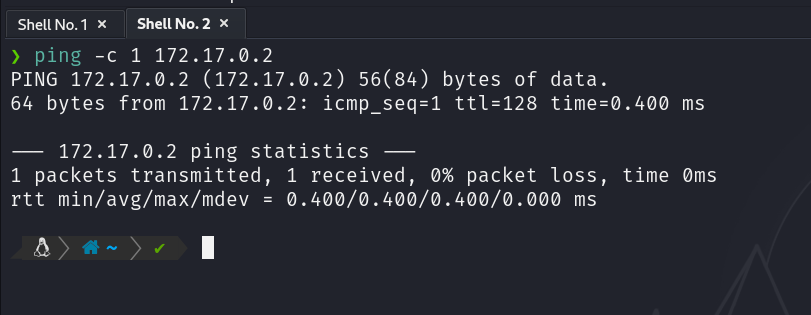 Shell No. 1 ×
Shell No. 2 ×
❯ ping -c 1 172.17.0.2
PING 172.17.0.2 (172.17.0.2) 56(84) bytes of data.
64 bytes from 172.17.0.2: icmp_seq=1 ttl=128 time=0.400 ms
--- 172.17.0.2 ping statistics ---
1 packets transmitted, 1 received, 0% packet loss, time 0ms
rtt min/avg/max/mdev = 0.400/0.400/0.400/0.000 ms
~ ✔